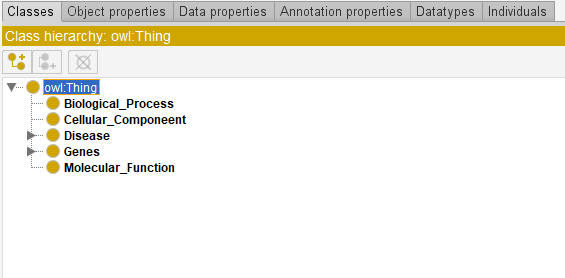 Classes Object properties Data properties Annotation properties Datatypes Individuals
Class hierarchy: owl:Thing
owl:Thing
Biological_Process
Cellular_Componeent
Disease
Genes
Molecular_Function